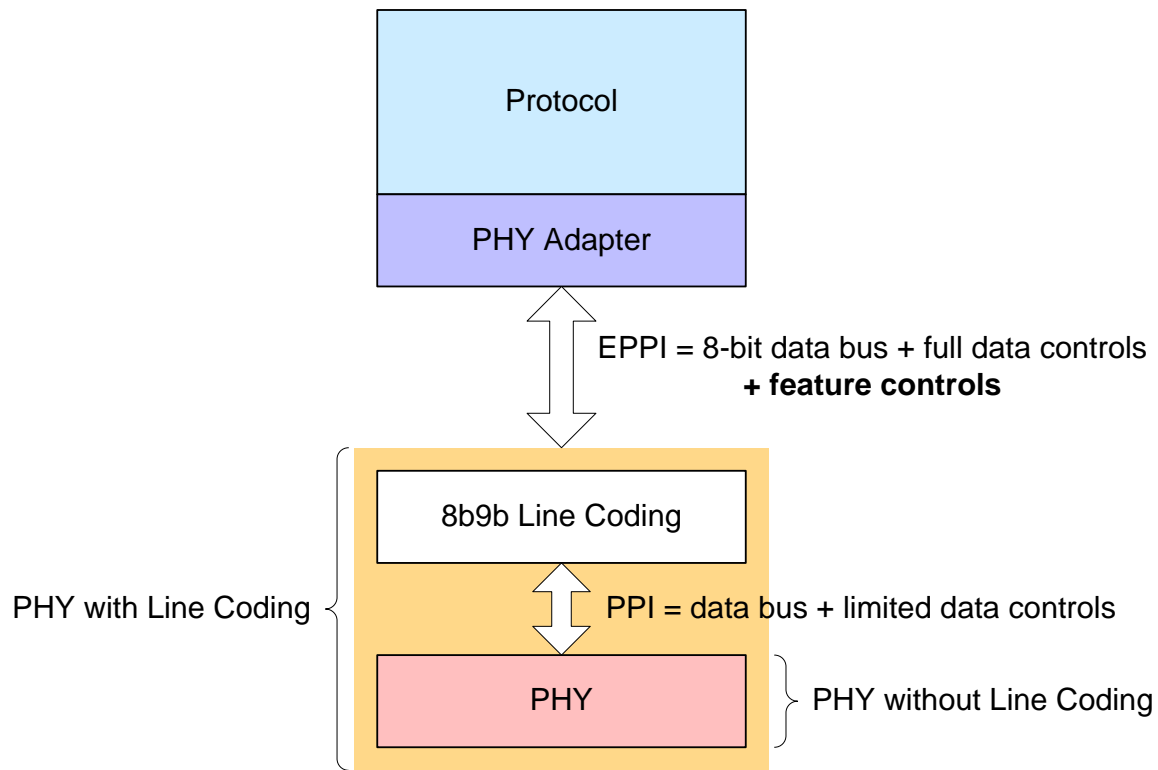 Protocol
PHY Adapter
EPPI = 8-bit data bus + full data controls
+ feature controls
8b9b Line Coding
PHY with Line Coding
PPI = data bus + limited data controls
PHY
PHY without Line Coding